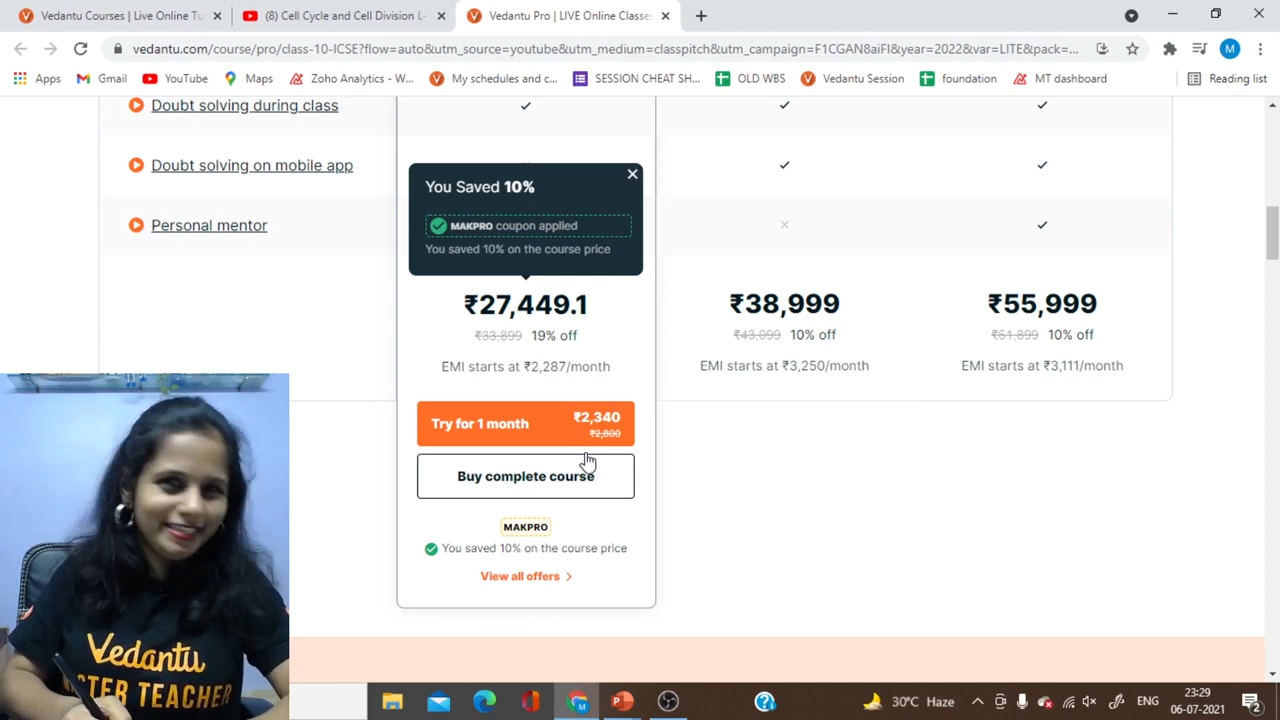 Vedantu Courses | Live Online Tu
(8) Cell Cycle and Cell Division L-
Vedantu Pro | LIVE Online Classes
vedantu.com/course/pro/class-10-ICSE?flow=auto&utm_source=youtube&utm_medium=classpitch&utm_campaign=F1CGAN8aiFI&year=2022&var=LITE&pack=...
M
Apps
Gmail
YouTube
Maps
Zoho Analytics - W...
My schedules and c...
SESSION CHEAT SH...
OLD WBS
Vedantu Session
foundation
MT dashboard
Reading list
Doubt solving during class
Doubt solving on mobile app
Personal mentor
You Saved 10%
MAKPRO coupon applied
You saved 10% on the course price
₹27,449.1
₹33,899 19% off
EMI starts at ₹2,287/month
₹38,999
₹43,099 10% off
EMI starts at ₹3,250/month
₹55,999
₹61,899 10% off
EMI starts at ₹3,111/month
Try for 1 month
₹2,340
₹2,800
Buy complete course
MAKPRO
You saved 10% on the course price
View all offers
Vedantu
STER TEACHER
30°C Haze
ENG
23:29
06-07-2021
2